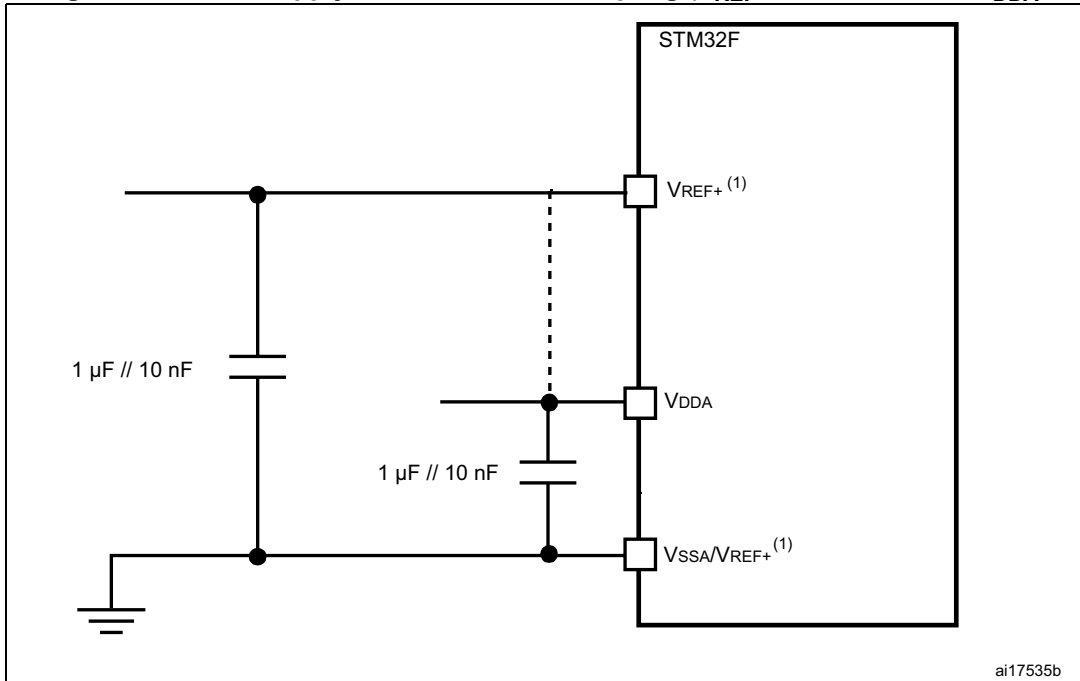 STM32F
VREF+ (1)
1 µF // 10 nF
VDDA
1 µF // 10 nF
VSSA/VREF+ (1)
ai17535b